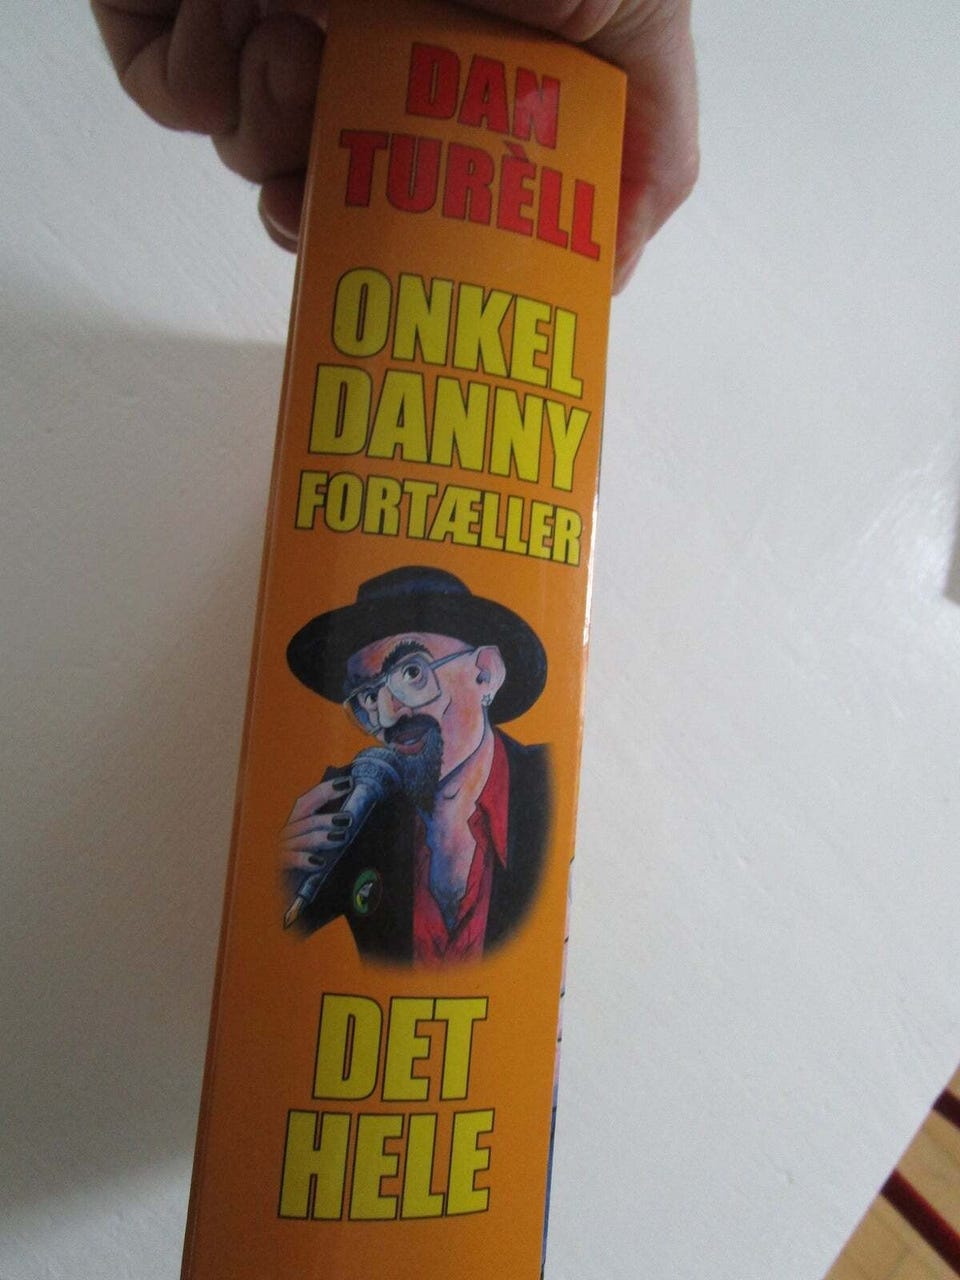 DAN
TURÈLL
ONKEL
DANNY
FORTÆLLER
DET
HELE